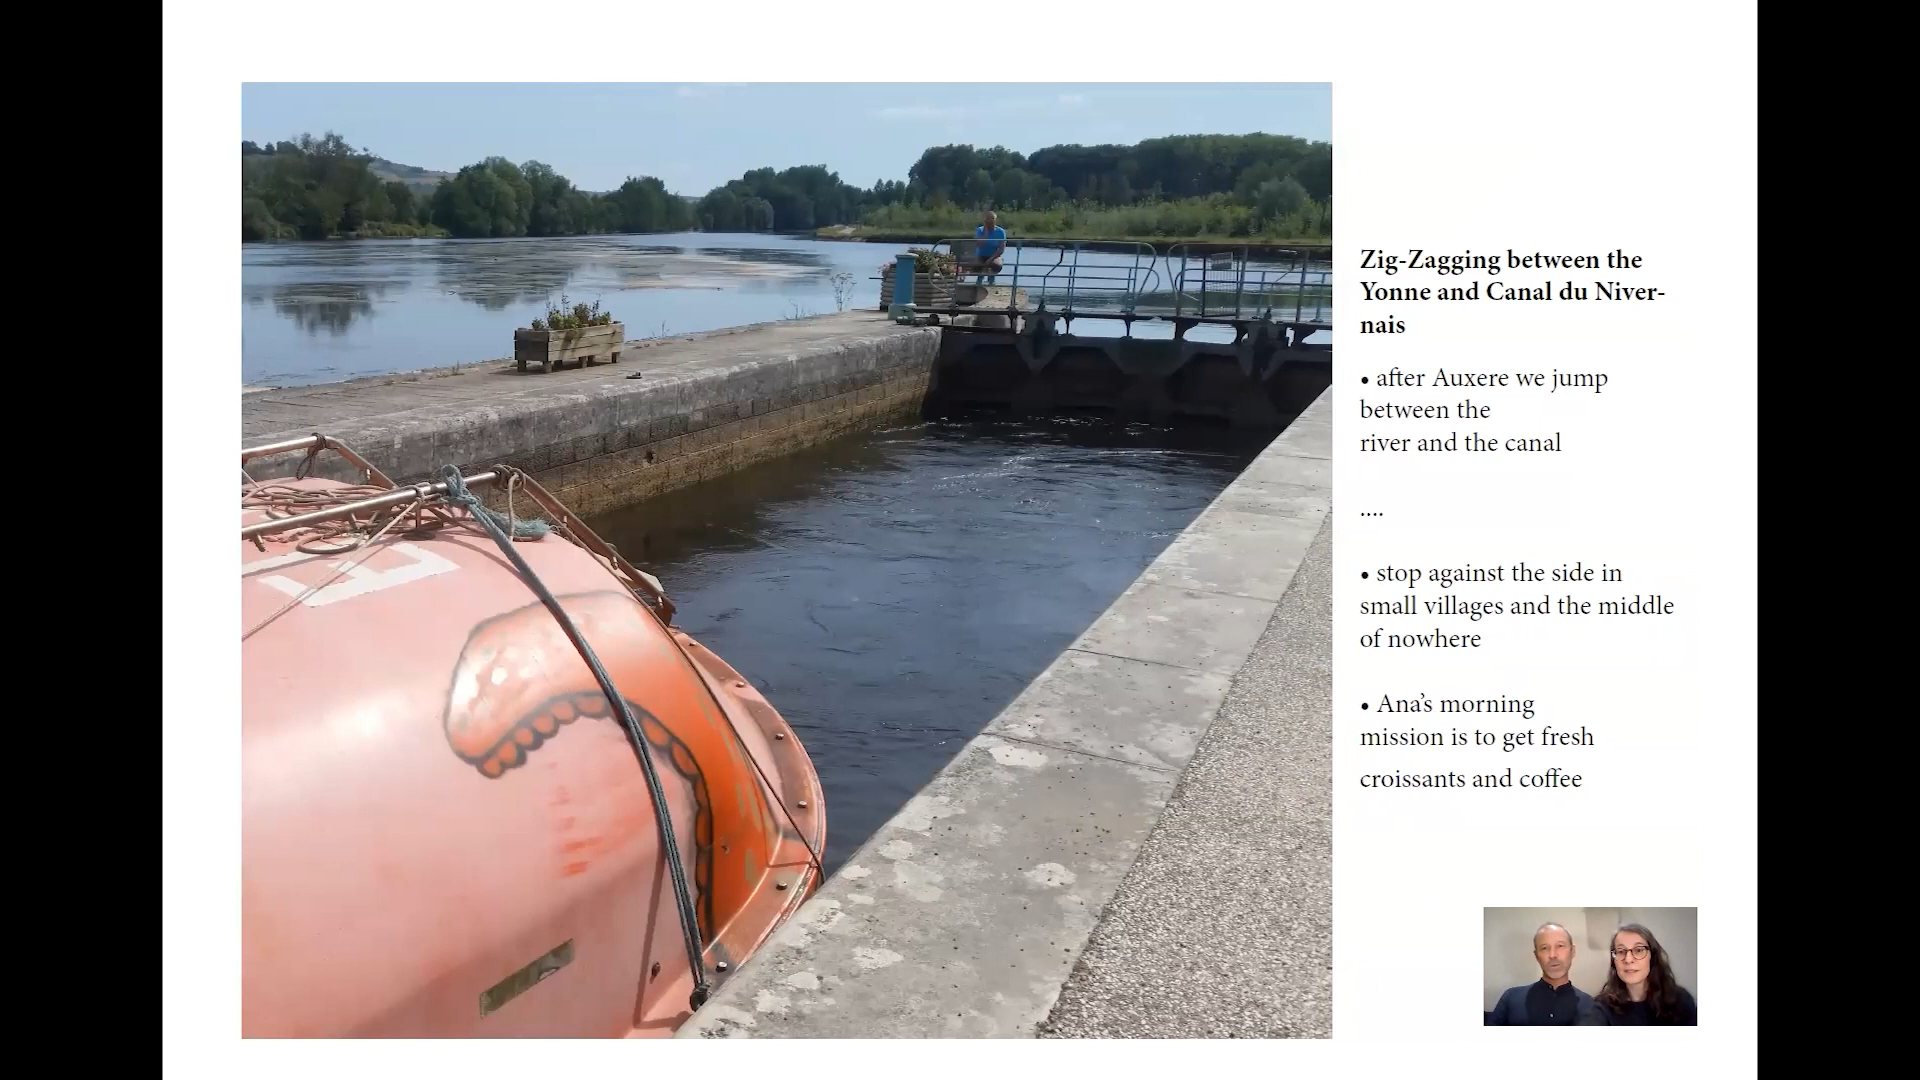 Zig-Zagging between the
Yonne and Canal du Niver-
nais
• after Auxere we jump
between the
river and the canal
....
• stop against the side in
small villages and the middle
of nowhere
• Ana’s morning
mission is to get fresh
croissants and coffee